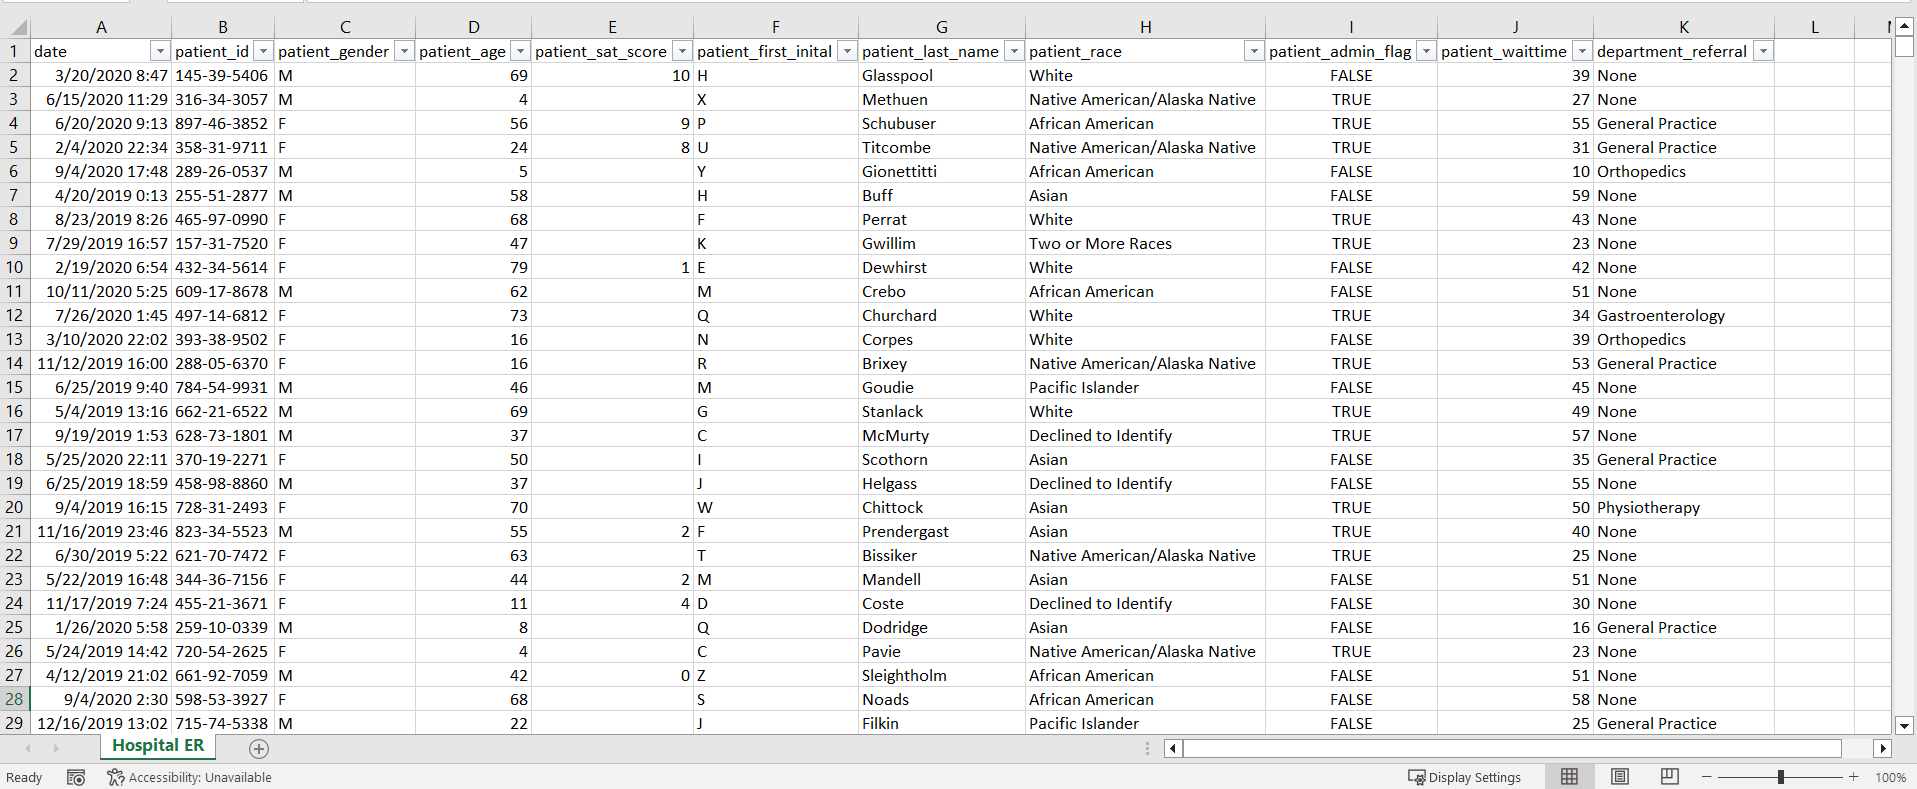 A B C D E F G H I J K L
1 date patient_id patient_gender patient_age patient_sat_score patient_first_inital patient_last_name patient_race patient_admin_flag patient_waittime department_referral
2 3/20/2020 8:47 145-39-5406 M 69 10 H Glasspool White FALSE 39 None
3 6/15/2020 11:29 316-34-3057 M 4 X Methuen Native American/Alaska Native TRUE 27 None
4 6/20/2020 9:13 897-46-3852 F 56 9 P Schubuser African American TRUE 55 General Practice
5 2/4/2020 22:34 358-31-9711 F 24 8 U Titcombe Native American/Alaska Native TRUE 31 General Practice
6 9/4/2020 17:48 289-26-0537 M 5 Y Gionettitti African American FALSE 10 Orthopedics
7 4/20/2019 0:13 255-51-2877 M 58 H Buff Asian FALSE 59 None
8 8/23/2019 8:26 465-97-0990 F 68 F Perrat White TRUE 43 None
9 7/29/2019 16:57 157-31-7520 F 47 K Gwillim Two or More Races TRUE 23 None
10 2/19/2020 6:54 432-34-5614 F 79 1 E Dewhirst White FALSE 42 None
11 10/11/2020 5:25 609-17-8678 M 62 M Crebo African American FALSE 51 None
12 7/26/2020 1:45 497-14-6812 F 73 Q Churchard White TRUE 34 Gastroenterology
13 3/10/2020 22:02 393-38-9502 F 16 N Corpes White FALSE 39 Orthopedics
14 11/12/2019 16:00 288-05-6370 F 16 R Brixey Native American/Alaska Native TRUE 53 General Practice
15 6/25/2019 9:40 784-54-9931 M 46 M Goudie Pacific Islander FALSE 45 None
16 5/4/2019 13:16 662-21-6522 M 69 G Stanlack White TRUE 49 None
17 9/19/2019 1:53 628-73-1801 M 37 C McMurty Declined to Identify TRUE 57 None
18 5/25/2020 22:11 370-19-2271 F 50 I Scothorn Asian FALSE 35 General Practice
19 6/25/2019 18:59 458-98-8860 M 37 J Helgass Declined to Identify FALSE 55 None
20 9/4/2019 16:15 728-31-2493 F 70 W Chittock Asian TRUE 50 Physiotherapy
21 11/16/2019 23:46 823-34-5523 M 55 2 F Prendergast Asian TRUE 40 None
22 6/30/2019 5:22 621-70-7472 F 63 T Bissiker Native American/Alaska Native TRUE 25 None
23 5/22/2019 16:48 344-36-7156 F 44 2 M Mandell Asian FALSE 51 None
24 11/17/2019 7:24 455-21-3671 F 11 4 D Coste Declined to Identify FALSE 30 None
25 1/26/2020 5:58 259-10-0339 M 8 Q Dodridge Asian FALSE 16 General Practice
26 5/24/2019 14:42 720-54-2625 F 4 C Pavie Native American/Alaska Native TRUE 23 None
27 4/12/2019 21:02 661-92-7059 M 42 0 Z Sleightholm African American FALSE 51 None
28 9/4/2020 2:30 598-53-3927 F 68 S Noads African American FALSE 58 None
29 12/16/2019 13:02 715-74-5338 M 22 J Filkin Pacific Islander FALSE 25 General Practice
Hospital ER
Ready Accessibility: Unavailable Display Settings 100%